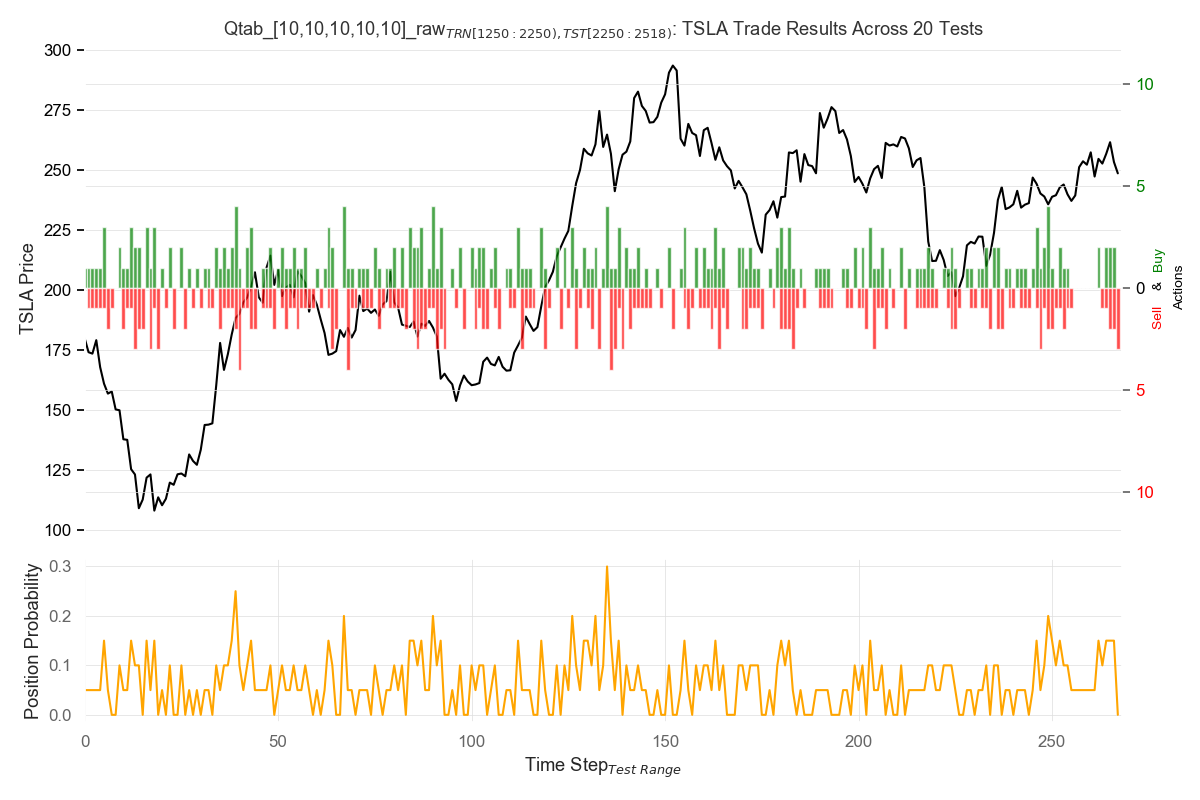 Qtab_[10,10,10,10,10]_raw_TRN[1250:2250),TST[2250:2518): TSLA Trade Results Across 20 Tests
300
275
250
225
200
175
150
125
100
TSLA Price
10
5
0
5
10
Sell & Buy
Actions
0.3
0.2
0.1
0.0
Position Probability
0 50 100 150 200 250
Time Step Test Range